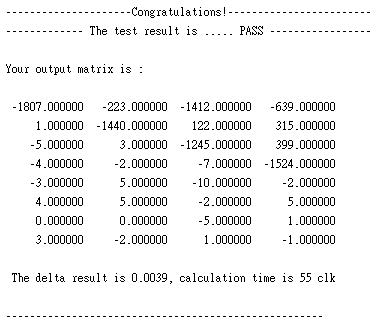 ---------------------Congratulations!------------------------
------------- The test result is ..... PASS -----------------
Your output matrix is :
-1807.000000 -223.000000 -1412.000000 -639.000000
1.000000 -1440.000000 122.000000 315.000000
-5.000000 3.000000 -1245.000000 399.000000
-4.000000 -2.000000 -7.000000 -1524.000000
-3.000000 5.000000 -10.000000 -2.000000
4.000000 5.000000 -2.000000 5.000000
0.000000 0.000000 -5.000000 1.000000
3.000000 -2.000000 1.000000 -1.000000
The delta result is 0.0039, calculation time is 55 clk
-----------------------------------------------------